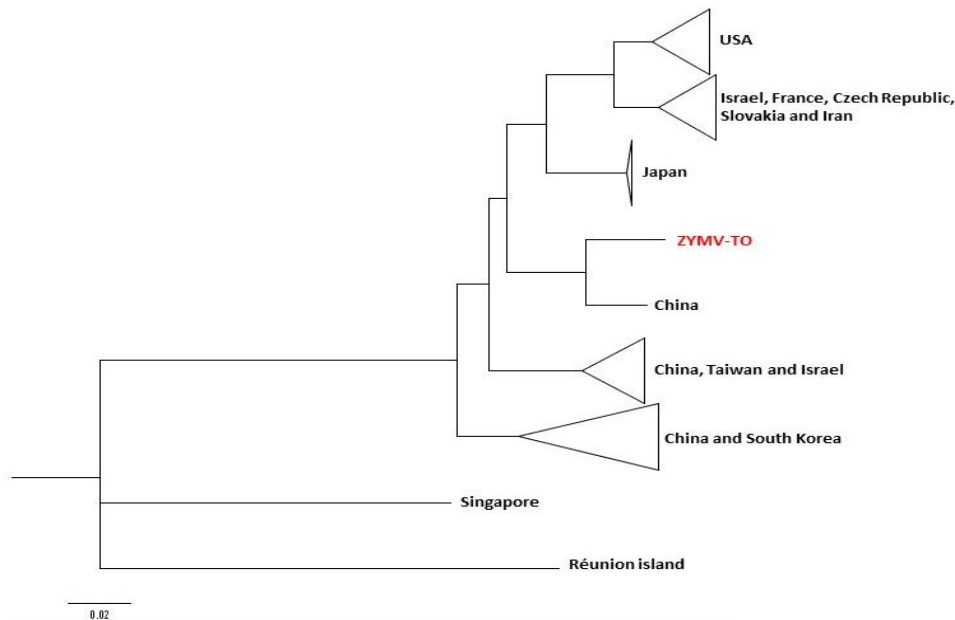 USA
Israel, France, Czech Republic,
Slovakia and Iran
Japan
ZYMV-TO
China
China, Taiwan and Israel
China and South Korea
Singapore
Réunion island
0.02